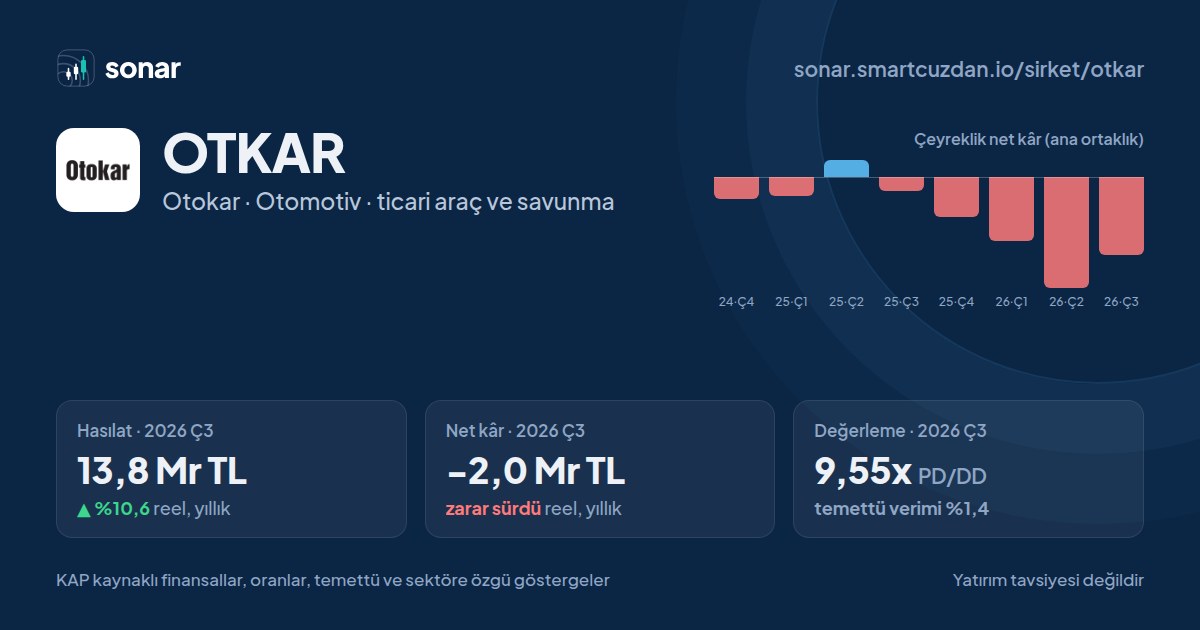 sonar
sonar.smartcuzdan.io/sirket/otkar
Otokar
OTKAR
Otokar · Otomotiv · ticari araç ve savunma
Çeyreklik net kâr (ana ortaklık)
24·Ç4 25·Ç1 25·Ç2 25·Ç3 25·Ç4 26·Ç1 26·Ç2 26·Ç3
Hasılat · 2026 Ç3
13,8 Mr TL
▲ %10,6 reel, yıllık
Net kâr · 2026 Ç3
−2,0 Mr TL
zarar sürdü reel, yıllık
Değerleme · 2026 Ç3
9,55x PD/DD
temettü verimi %1,4
KAP kaynaklı finansallar, oranlar, temettü ve sektöre özgü göstergeler
Yatırım tavsiyesi değildir